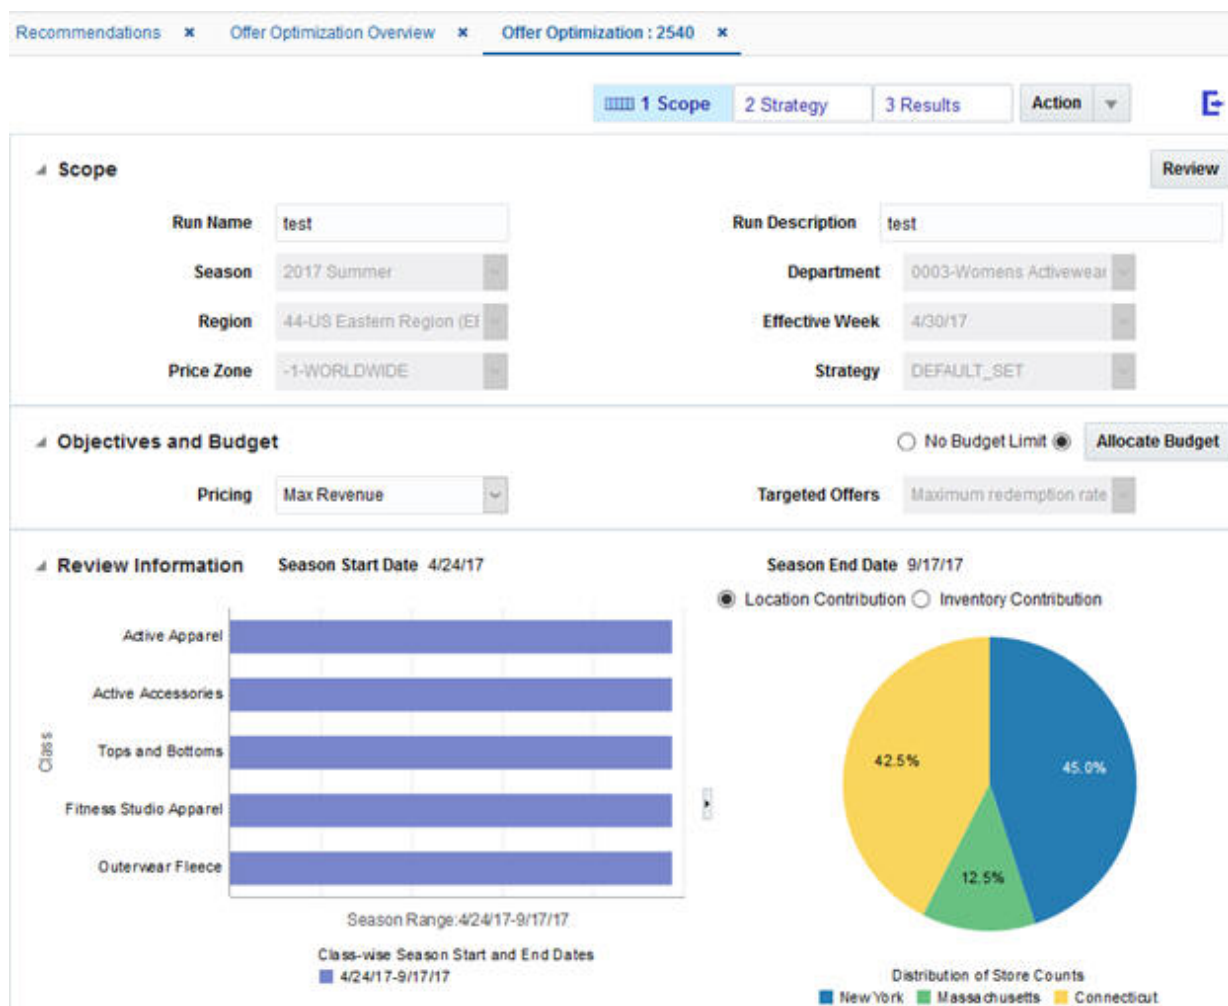 Recommendations × Offer Optimization Overview × Offer Optimization : 2540 ×
1 Scope 2 Strategy 3 Results Action
Scope Review
Run Name test Run Description test
Season 2017 Summer Department 0003-Womens Activewear
Region 44-US Eastern Region (E Effective Week 4/30/17
Price Zone -1-WORLDWIDE Strategy DEFAULT_SET
Objectives and Budget No Budget Limit Allocate Budget
Pricing Max Revenue Targeted Offers Maximum redemption rate
Review Information Season Start Date 4/24/17 Season End Date 9/17/17
Location Contribution Inventory Contribution
Class
Active Apparel
Active Accessories
Tops and Bottoms
Fitness Studio Apparel
Outerwear Fleece
Season Range:4/24/17-9/17/17
Class-wise Season Start and End Dates
4/24/17-9/17/17
42.5%
45.0%
12.5%
Distribution of Store Counts
New York Massachusetts Connecticut